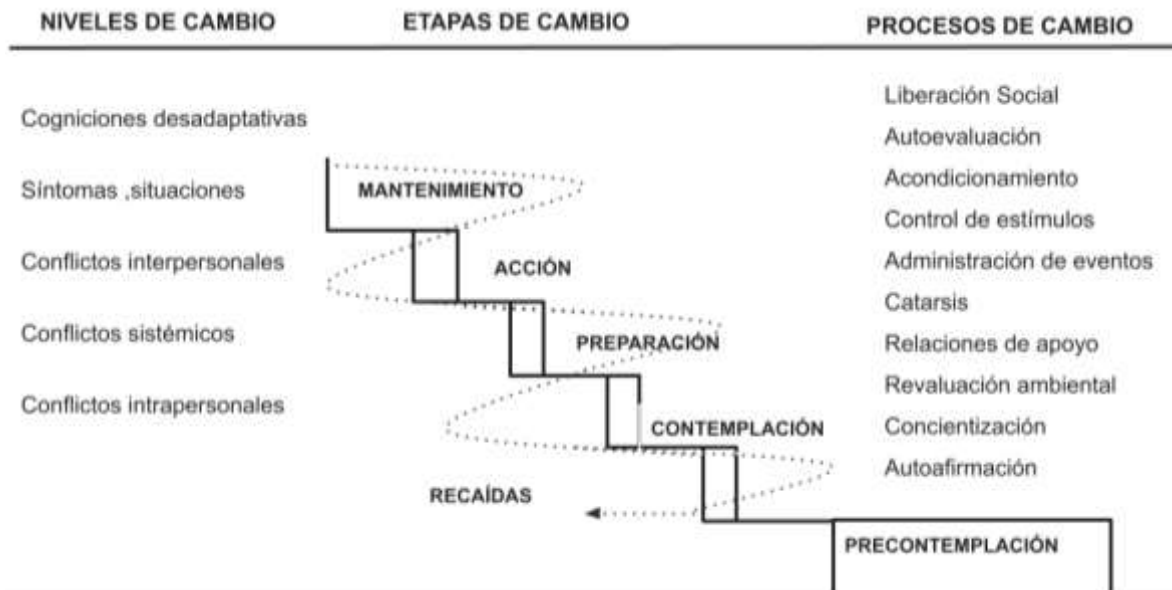 NIVELES DE CAMBIO
ETAPAS DE CAMBIO
PROCESOS DE CAMBIO
Cogniciones desadaptativas
Síntomas ,situaciones
Conflictos interpersonales
Conflictos sistémicos
Conflictos intrapersonales
MANTENIMIENTO
ACCIÓN
PREPARACIÓN
CONTEMPLACIÓN
RECAÍDAS
PRECONTEMPLACIÓN
Liberación Social
Autoevaluación
Acondicionamiento
Control de estímulos
Administración de eventos
Catarsis
Relaciones de apoyo
Revaluación ambiental
Concientización
Autoafirmación